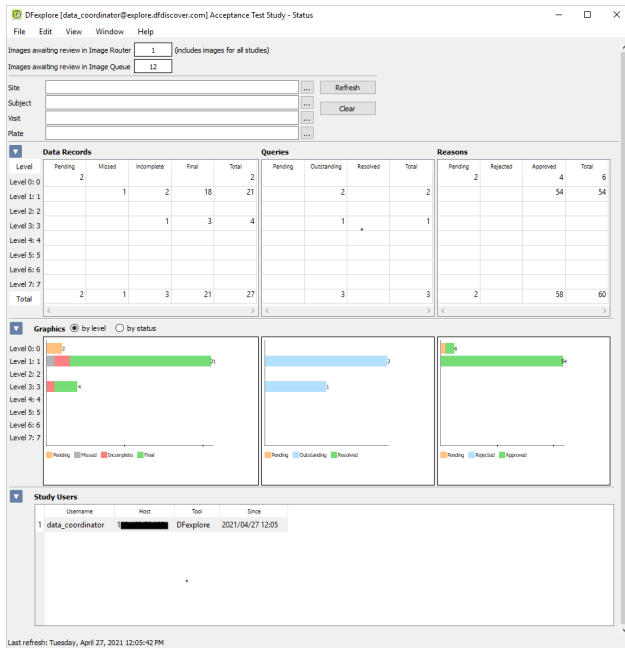 DFexplore [data_coordinator@explore.dfdiscover.com] Acceptance Test Study - Status
File Edit View Window Help
Images awaiting review in Image Router 1 (includes images for all studies)
Images awaiting review in Image Queue 12
Site ... Refresh
Subject ...
Visit ... Clear
Plate ...
Data Records Queries Reasons
Level Pending Missed Incomplete Final Total Pending Outstanding Resolved Total Pending Rejected Approved Total
Level 0: 0 2 2 2 4 6
Level 1: 1 1 2 18 21 2 2 54 54
Level 2: 2
Level 3: 3 1 3 4 1 1
Level 4: 4
Level 5: 5
Level 6: 6
Level 7: 7
Total 2 1 3 21 27 3 3 2 58 60
Graphics by level by status
Level 0: 0 2 6
Level 1: 1 21 2 54
Level 2: 2
Level 3: 3 4 1
Level 4: 4
Level 5: 5
Level 6: 6
Level 7: 7
Pending Missed Incomplete Final Pending Outstanding Resolved Pending Rejected Approved
Study Users
Username Host Tool Since
1 data_coordinator DFexplore 2021/04/27 12:05
Last refresh: Tuesday, April 27, 2021 12:05:42 PM